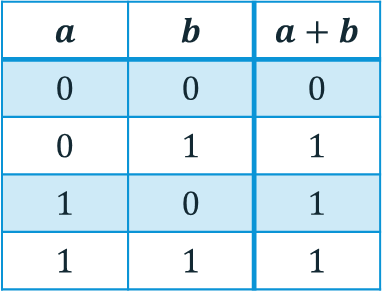 a b a + b
0 0 0
0 1 1
1 0 1
1 1 1